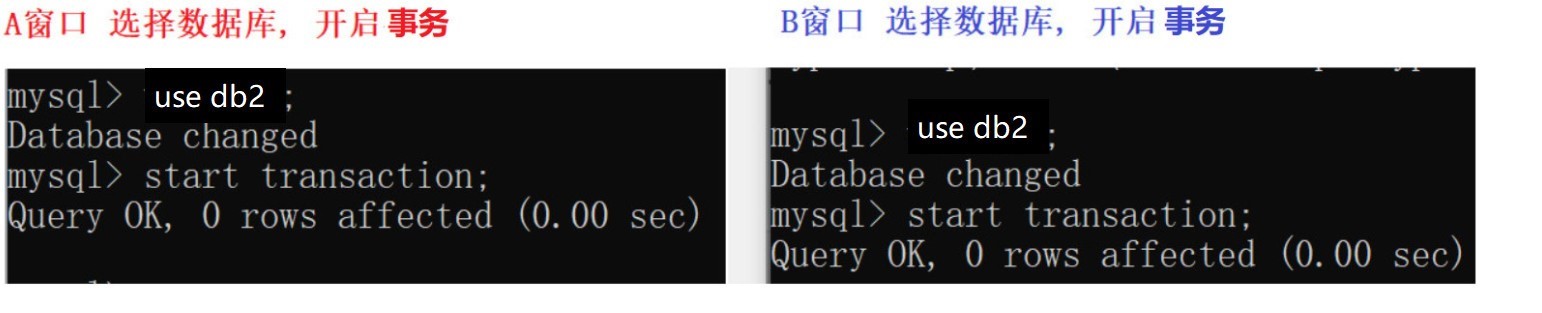 A窗口 选择数据库, 开启 事务
mysql> use db2 ;
Database changed
mysql> start transaction;
Query OK, 0 rows affected (0.00 sec)
B窗口 选择数据库, 开启 事务
mysql> use db2 ;
Database changed
mysql> start transaction;
Query OK, 0 rows affected (0.00 sec)